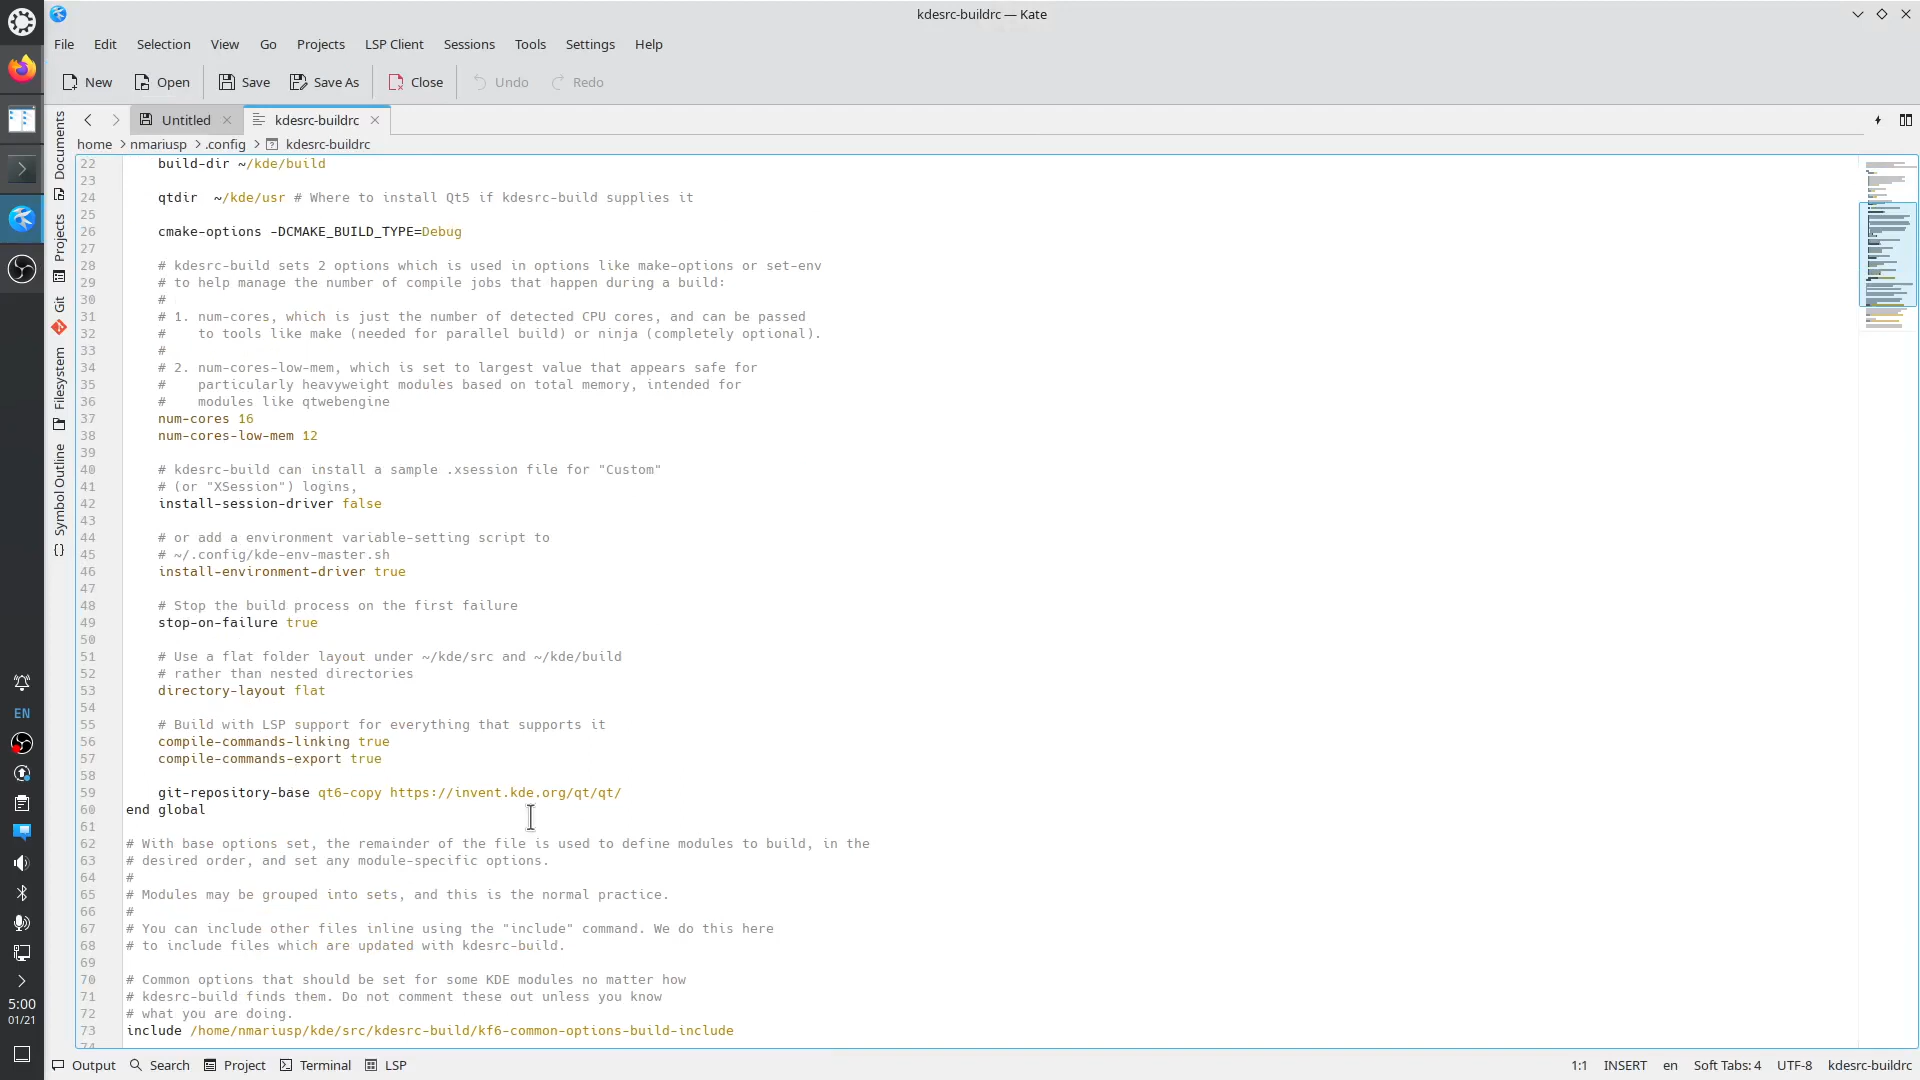 kdesrc-buildrc — Kate
File Edit Selection View Go Projects LSP Client Sessions Tools Settings Help
New Open Save Save As Close Undo Redo
Untitled kdesrc-buildrc
home > nmariusp > .config > kdesrc-buildrc
Documents
Projects
Git
Filesystem
Symbol Outline
22 build-dir ~/kde/build
23
24 qtdir  ~/kde/usr # Where to install Qt5 if kdesrc-build supplies it
25
26 cmake-options -DCMAKE_BUILD_TYPE=Debug
27
28 # kdesrc-build sets 2 options which is used in options like make-options or set-env
29 # to help manage the number of compile jobs that happen during a build:
30 #
31 # 1. num-cores, which is just the number of detected CPU cores, and can be passed
32 #    to tools like make (needed for parallel build) or ninja (completely optional).
33 #
34 # 2. num-cores-low-mem, which is set to largest value that appears safe for
35 #    particularly heavyweight modules based on total memory, intended for
36 #    modules like qtwebengine
37 num-cores 16
38 num-cores-low-mem 12
39
40 # kdesrc-build can install a sample .xsession file for "Custom"
41 # (or "XSession") logins,
42 install-session-driver false
43
44 # or add a environment variable-setting script to
45 # ~/.config/kde-env-master.sh
46 install-environment-driver true
47
48 # Stop the build process on the first failure
49 stop-on-failure true
50
51 # Use a flat folder layout under ~/kde/src and ~/kde/build
52 # rather than nested directories
53 directory-layout flat
54
55 # Build with LSP support for everything that supports it
56 compile-commands-linking true
57 compile-commands-export true
58
59 git-repository-base qt6-copy https://invent.kde.org/qt/qt/
60 end global
61
62 # With base options set, the remainder of the file is used to define modules to build, in the
63 # desired order, and set any module-specific options.
64 #
65 # Modules may be grouped into sets, and this is the normal practice.
66 #
67 # You can include other files inline using the "include" command. We do this here
68 # to include files which are updated with kdesrc-build.
69
70 # Common options that should be set for some KDE modules no matter how
71 # kdesrc-build finds them. Do not comment these out unless you know
72 # what you are doing.
73 include /home/nmariusp/kde/src/kdesrc-build/kf6-common-options-build-include
74
EN
5:00
01/21
Output Search Project Terminal LSP
1:1 INSERT en Soft Tabs: 4 UTF-8 kdesrc-buildrc